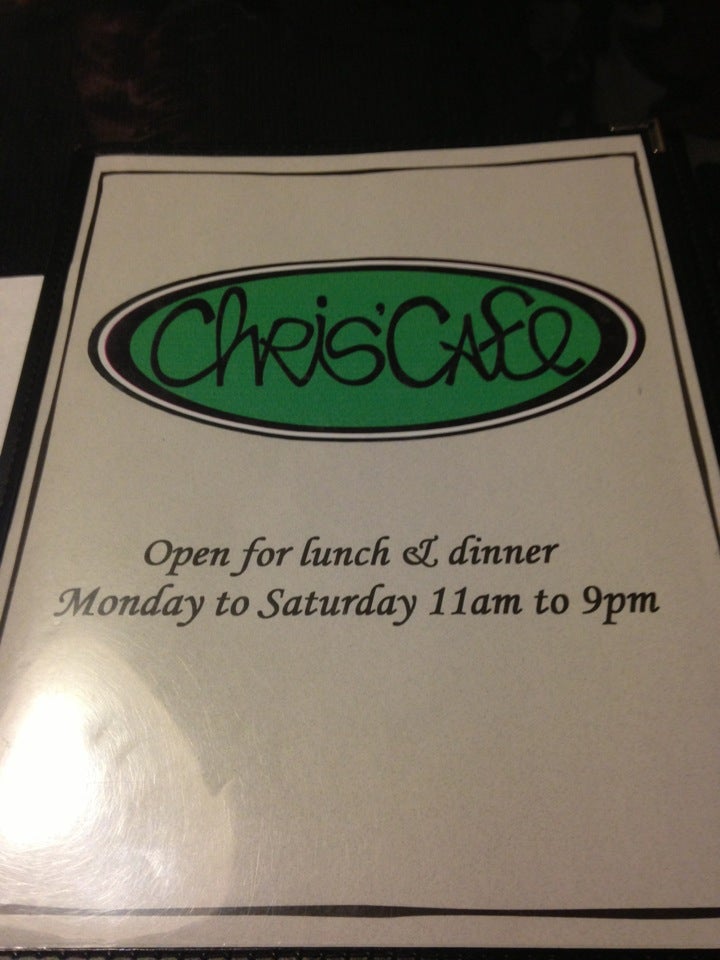 Chris' Cafe
Open for lunch & dinner
Monday to Saturday 11am to 9pm